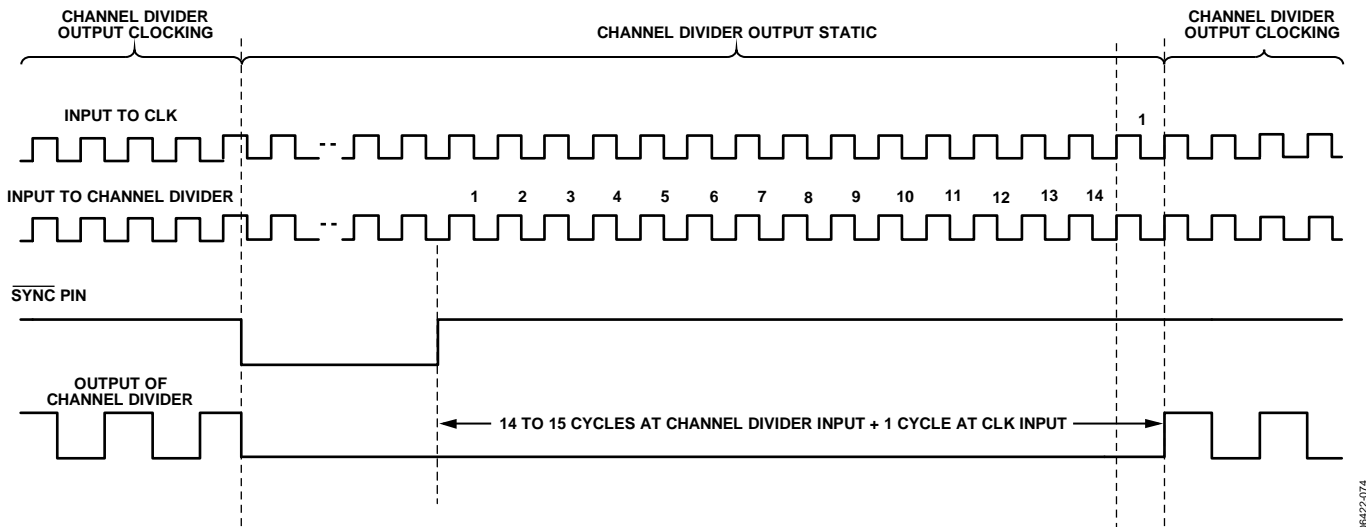 CHANNEL DIVIDER
OUTPUT CLOCKING
CHANNEL DIVIDER OUTPUT STATIC
CHANNEL DIVIDER
OUTPUT CLOCKING
INPUT TO CLK
1
INPUT TO CHANNEL DIVIDER
1 2 3 4 5 6 7 8 9 10 11 12 13 14
SYNC PIN
OUTPUT OF
CHANNEL DIVIDER
14 TO 15 CYCLES AT CHANNEL DIVIDER INPUT + 1 CYCLE AT CLK INPUT
06422-074